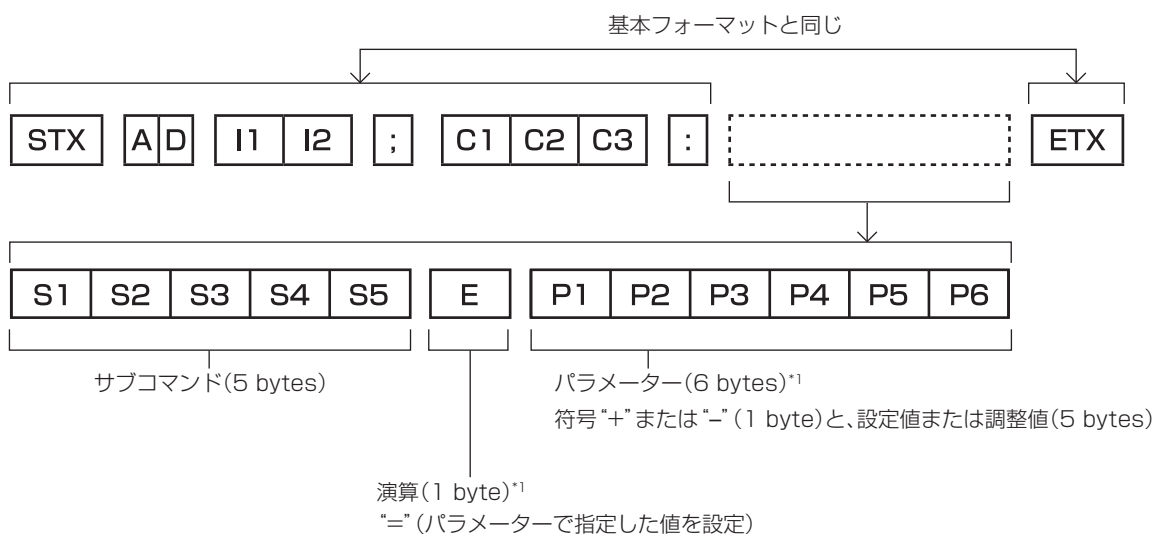 基本フォーマットと同じ
STX A D I1 I2 ; C1 C2 C3 : ETX
S1 S2 S3 S4 S5 E P1 P2 P3 P4 P5 P6
サブコマンド(5 bytes)
パラメーター(6 bytes)*1
符号“+”または“–”(1 byte)と、設定値または調整値(5 bytes)
演算(1 byte)*1
“=”(パラメーターで指定した値を設定)